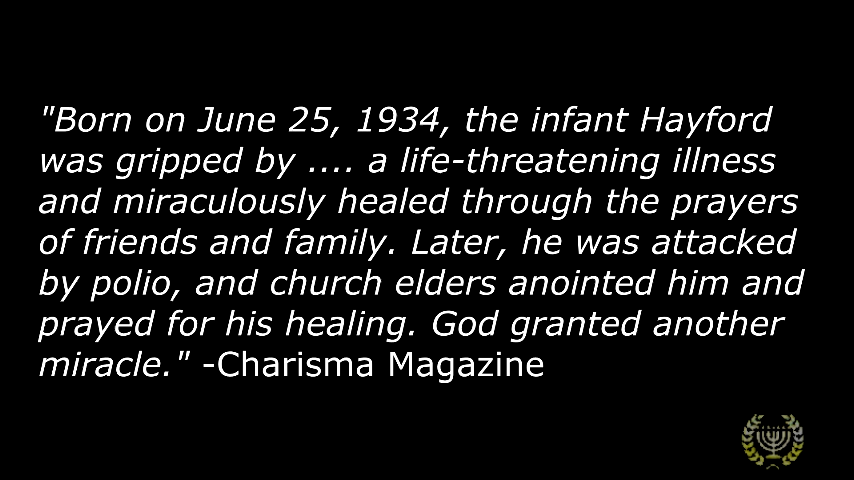 "Born on June 25, 1934, the infant Hayford
was gripped by .... a life-threatening illness
and miraculously healed through the prayers
of friends and family. Later, he was attacked
by polio, and church elders anointed him and
prayed for his healing. God granted another
miracle." -Charisma Magazine